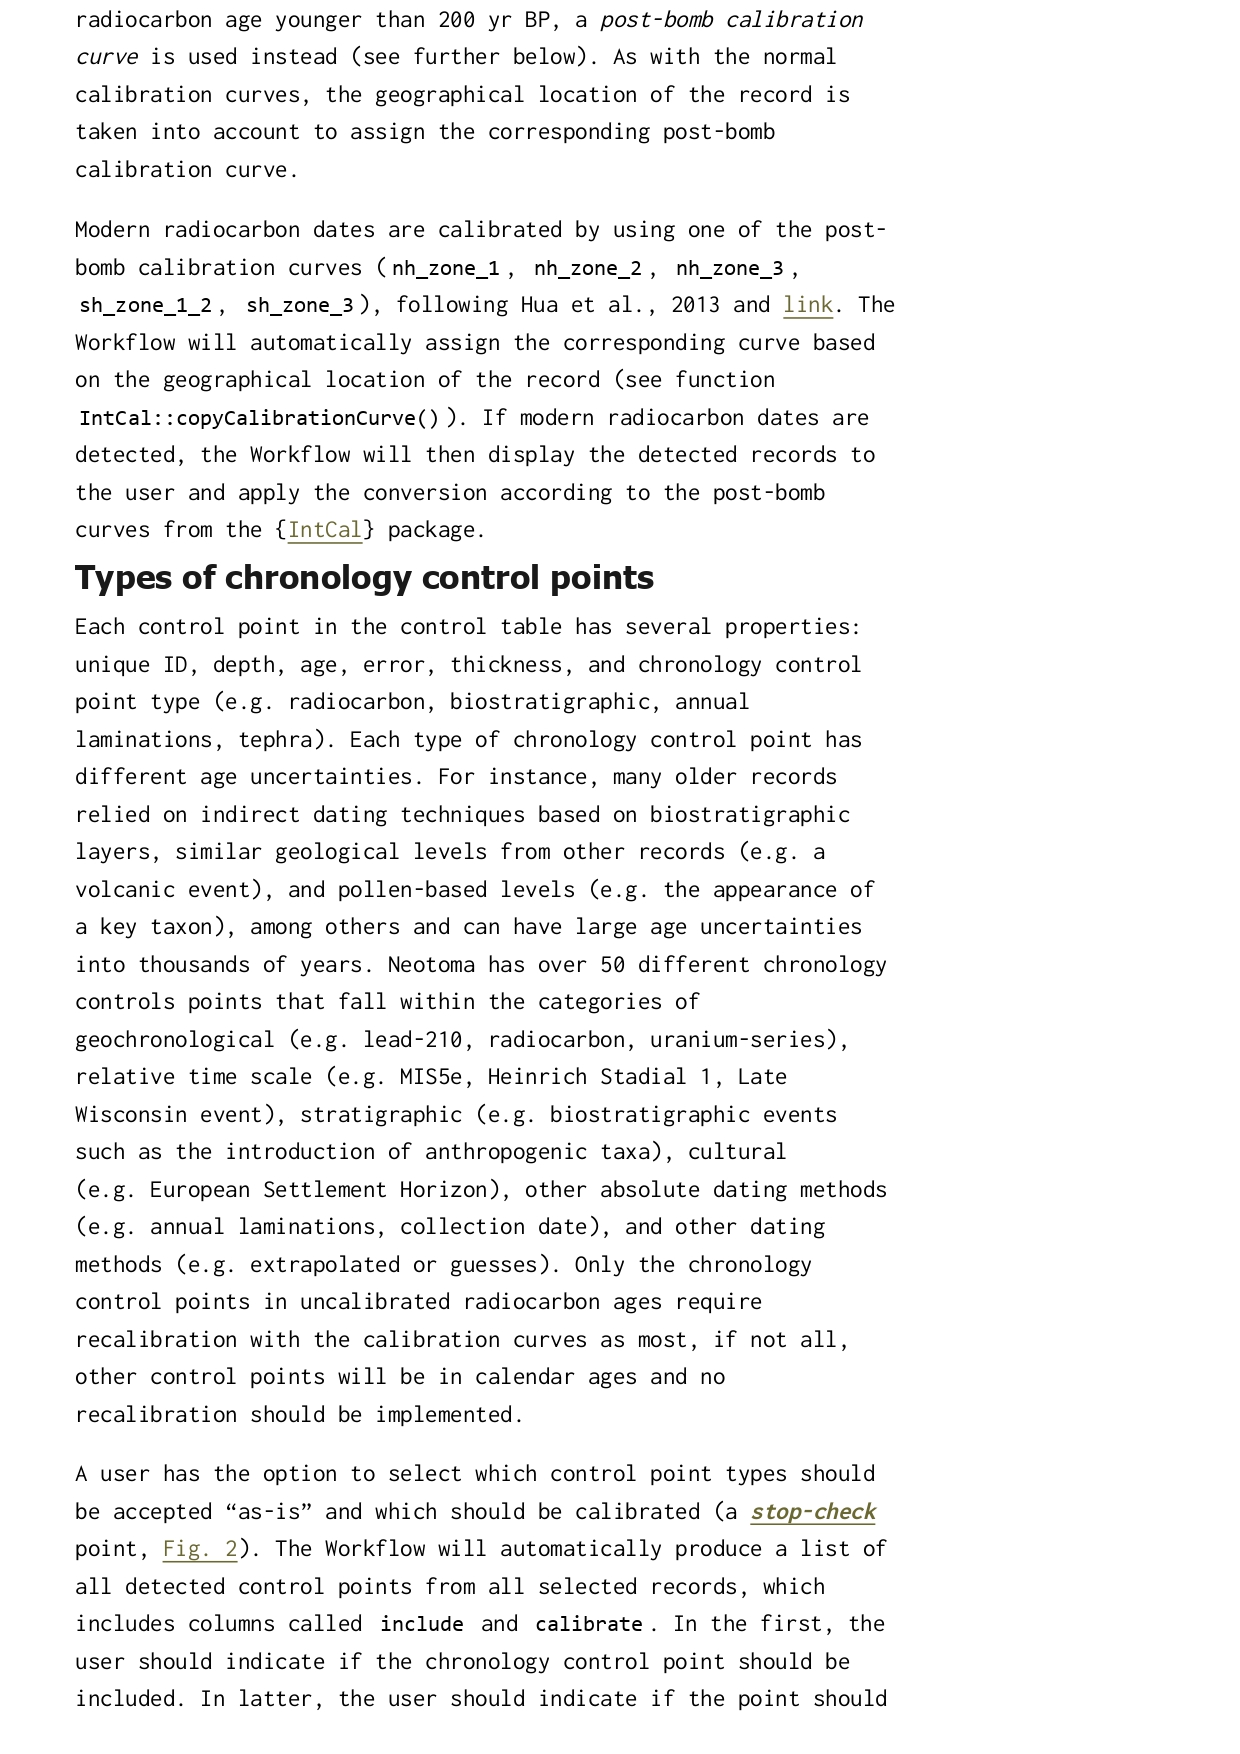 radiocarbon age younger than 200 yr BP, a post-bomb calibration
curve is used instead (see further below). As with the normal
calibration curves, the geographical location of the record is
taken into account to assign the corresponding post-bomb
calibration curve.
Modern radiocarbon dates are calibrated by using one of the post-
bomb calibration curves (nh_zone_1, nh_zone_2, nh_zone_3,
sh_zone_1_2, sh_zone_3), following Hua et al., 2013 and link. The
Workflow will automatically assign the corresponding curve based
on the geographical location of the record (see function
IntCal::copyCalibrationCurve()). If modern radiocarbon dates are
detected, the Workflow will then display the detected records to
the user and apply the conversion according to the post-bomb
curves from the {IntCal} package.
Types of chronology control points
Each control point in the control table has several properties:
unique ID, depth, age, error, thickness, and chronology control
point type (e.g. radiocarbon, biostratigraphic, annual
laminations, tephra). Each type of chronology control point has
different age uncertainties. For instance, many older records
relied on indirect dating techniques based on biostratigraphic
layers, similar geological levels from other records (e.g. a
volcanic event), and pollen-based levels (e.g. the appearance of
a key taxon), among others and can have large age uncertainties
into thousands of years. Neotoma has over 50 different chronology
controls points that fall within the categories of
geochronological (e.g. lead-210, radiocarbon, uranium-series),
relative time scale (e.g. MIS5e, Heinrich Stadial 1, Late
Wisconsin event), stratigraphic (e.g. biostratigraphic events
such as the introduction of anthropogenic taxa), cultural
(e.g. European Settlement Horizon), other absolute dating methods
(e.g. annual laminations, collection date), and other dating
methods (e.g. extrapolated or guesses). Only the chronology
control points in uncalibrated radiocarbon ages require
recalibration with the calibration curves as most, if not all,
other control points will be in calendar ages and no
recalibration should be implemented.
A user has the option to select which control point types should
be accepted “as-is” and which should be calibrated (a stop-check
point, Fig. 2). The Workflow will automatically produce a list of
all detected control points from all selected records, which
includes columns called include and calibrate. In the first, the
user should indicate if the chronology control point should be
included. In latter, the user should indicate if the point should